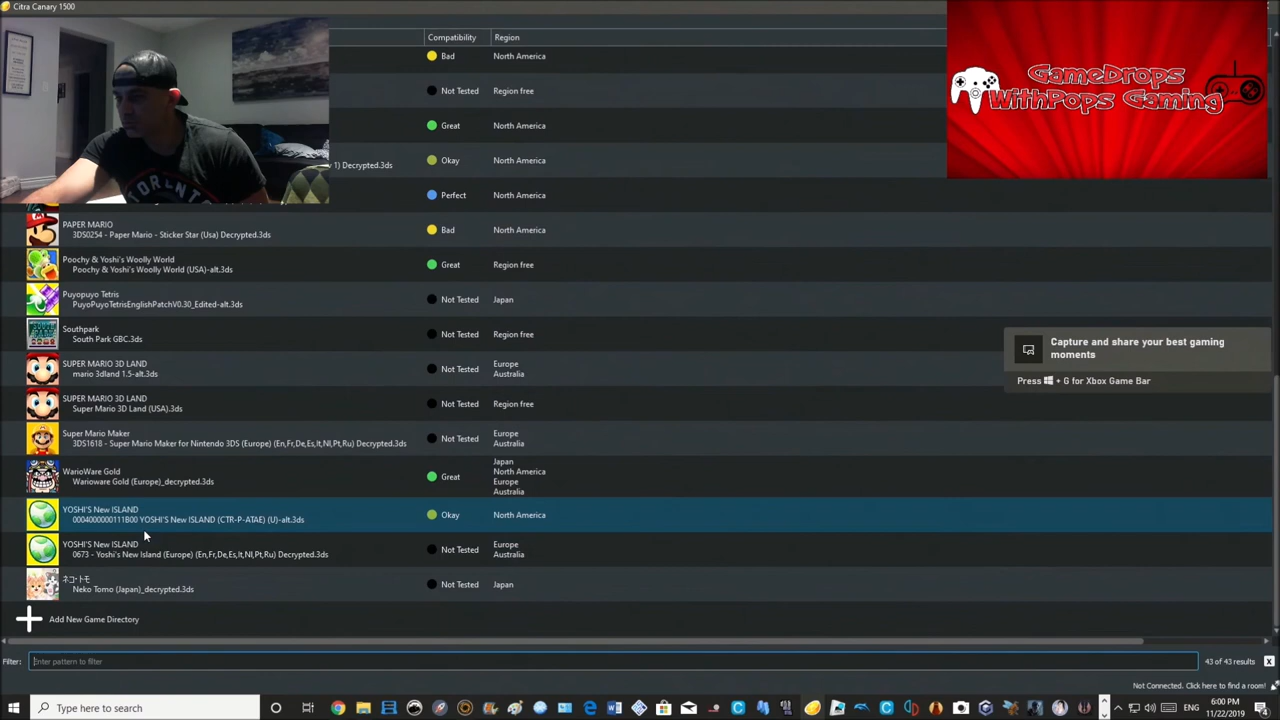 Citra Canary 1500
Compatibility Region
Bad North America
Not Tested Region free
Great North America
y 1) Decrypted.3ds Okay North America
Perfect North America
PAPER MARIO
3DS0254 - Paper Mario - Sticker Star (Usa) Decrypted.3ds
Bad North America
Poochy & Yoshi's Woolly World
Poochy & Yoshi's Woolly World (USA)-alt.3ds
Great Region free
Puyopuyo Tetris
PuyoPuyoTetrisEnglishPatchV0.30_Edited-alt.3ds
Not Tested Japan
Southpark
South Park GBC.3ds
Not Tested Region free
SUPER MARIO 3D LAND
mario 3dland 1.5-alt.3ds
Not Tested Europe
Australia
SUPER MARIO 3D LAND
Super Mario 3D Land (USA).3ds
Not Tested Region free
Super Mario Maker
3DS1618 - Super Mario Maker for Nintendo 3DS (Europe) (En,Fr,De,Es,It,Nl,Pt,Ru) Decrypted.3ds
Not Tested Europe
Australia
WarioWare Gold
Warioware Gold (Europe)_decrypted.3ds
Great Japan
North America
Europe
Australia
YOSHI'S New ISLAND
0004000000111B00 YOSHI'S New ISLAND (CTR-P-ATAE) (U)-alt.3ds
Okay North America
YOSHI'S New ISLAND
0673 - Yoshi's New Island (Europe) (En,Fr,De,Es,It,Nl,Pt,Ru) Decrypted.3ds
Not Tested Europe
Australia
ネコ・トモ
Neko Tomo (Japan)_decrypted.3ds
Not Tested Japan
Add New Game Directory
Filter: Enter pattern to filter 43 of 43 results X
Not Connected. Click here to find a room!
GameDrops
WithPops Gaming
Capture and share your best gaming
moments
Press + G for Xbox Game Bar
Type here to search
ENG
6:00 PM
11/22/2019
4